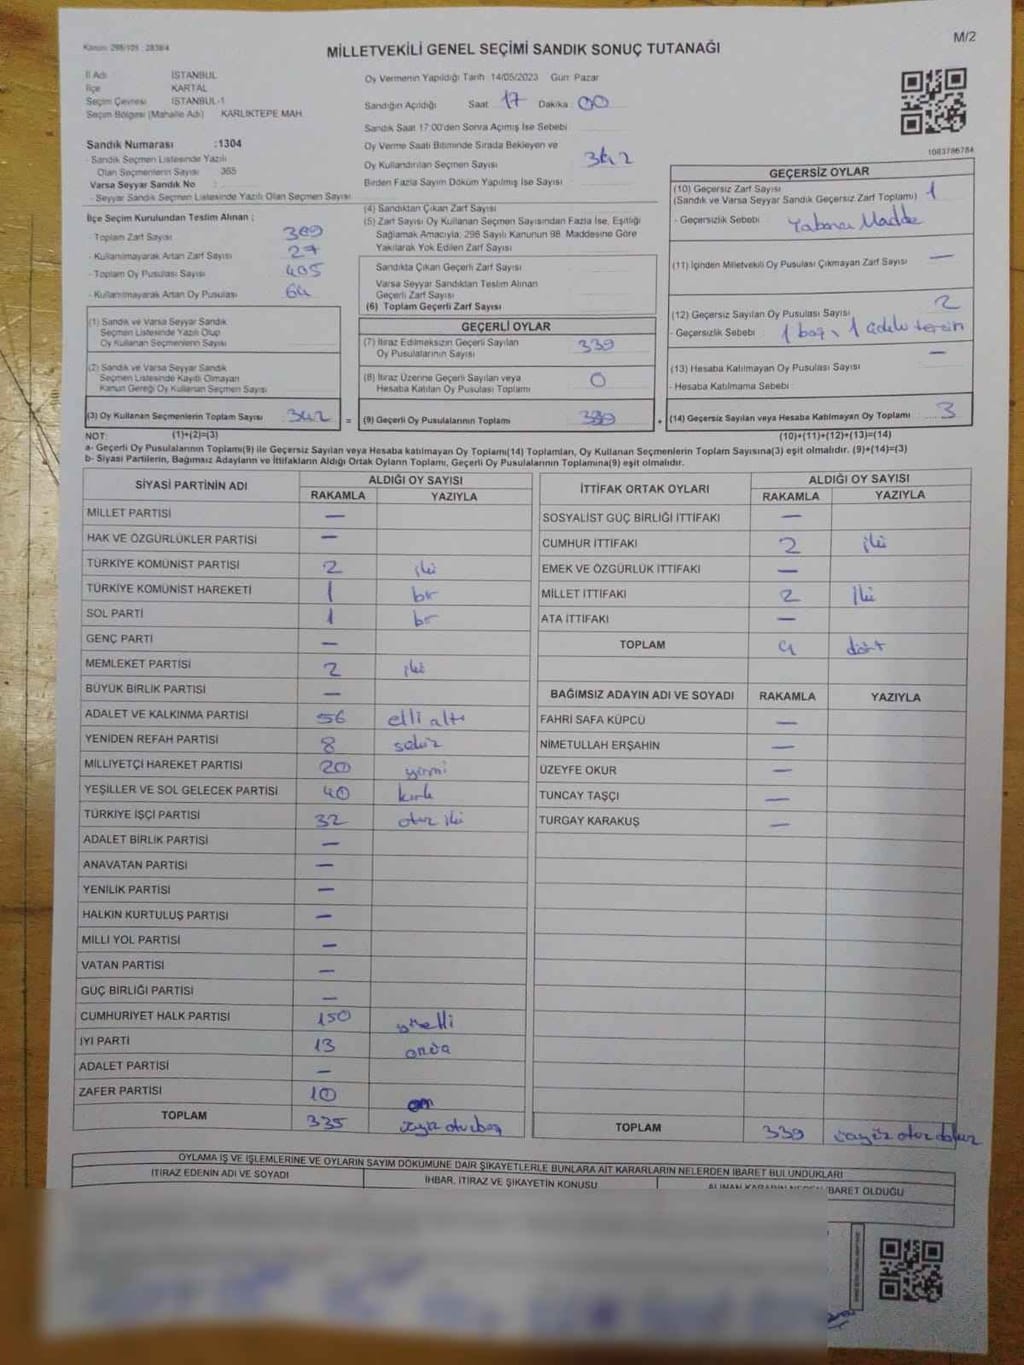 Kanun: 298/105 : 2839/4
M/2
MİLLETVEKİLİ GENEL SEÇİMİ SANDIK SONUÇ TUTANAĞI
İl Adı İSTANBUL
İlçe KARTAL
Seçim Çevresi İSTANBUL-1
Seçim Bölgesi (Mahalle Adı) KARLIKTEPE MAH.
Sandık Numarası :1304
- Sandık Seçmen Listesinde Yazılı
Olan Seçmenlerin Sayısı 365
Varsa Seyyar Sandık No :
- Seyyar Sandık Seçmen Listesinde Yazılı Olan Seçmen Sayısı
Oy Vermenin Yapıldığı Tarih 14/05/2023 Gün: Pazar
Sandığın Açıldığı Saat 17 Dakika 00
Sandık Saat 17:00'den Sonra Açımış İse Sebebi
Oy Verme Saati Bitiminde Sırada Bekleyen ve
Oy Kullandırılan Seçmen Sayısı 342
Birden Fazla Sayım Döküm Yapılmış İse Sayısı
1083786784
İlçe Seçim Kurulundan Teslim Alınan :
- Toplam Zarf Sayısı 369
- Kullanılmayarak Artan Zarf Sayısı 27
- Toplam Oy Pusulası Sayısı 405
- Kullanılmayarak Artan Oy Pusulası 64
(1) Sandık ve Varsa Seyyar Sandık
Seçmen Listesinde Yazılı Olup
Oy Kullanan Seçmenlerin Sayısı
(2) Sandık ve Varsa Seyyar Sandık
Seçmen Listesinde Kayıtlı Olmayan
Kanun Gereği Oy Kullanan Seçmen Sayısı
(3) Oy Kullanan Seçmenlerin Toplam Sayısı 342
(4) Sandıktan Çıkan Zarf Sayısı
(5) Zarf Sayısı Oy Kullanan Seçmen Sayısından Fazla İse, Eşitliği
Sağlamak Amacıyla; 298 Sayılı Kanunun 98. Maddesine Göre
Yakılarak Yok Edilen Zarf Sayısı
Sandıkta Çıkan Geçerli Zarf Sayısı
Varsa Seyyar Sandıktan Teslim Alınan
Geçerli Zarf Sayısı
(6) Toplam Geçerli Zarf Sayısı
GEÇERLİ OYLAR
(7) İtiraz Edilmeksizin Geçerli Sayılan
Oy Pusulalarının Sayısı 339
(8) İtiraz Üzerine Geçerli Sayılan veya
Hesaba Katılan Oy Pusulası Toplamı 0
= (9) Geçerli Oy Pusulalarının Toplamı 339 +
GEÇERSİZ OYLAR
(10) Geçersiz Zarf Sayısı 1
(Sandık ve Varsa Seyyar Sandık Geçersiz Zarf Toplamı)
- Geçersizlik Sebebi Yabancı Madde
(11) İçinden Milletvekili Oy Pusulası Çıkmayan Zarf Sayısı —
(12) Geçersiz Sayılan Oy Pusulası Sayısı 2
- Geçersizlik Sebebi 1 boş, 1 adet tersin
(13) Hesaba Katılmayan Oy Pusulası Sayısı —
- Hesaba Katılmama Sebebi
(14) Geçersiz Sayılan veya Hesaba Katılmayan Oy Toplamı 3
NOT: (1)+(2)=(3)
(10)+(11)+(12)+(13)=(14)
a- Geçerli Oy Pusulalarının Toplamı(9) ile Geçersiz Sayılan veya Hesaba katılmayan Oy Toplamı(14) Toplamları, Oy Kullanan Seçmenlerin Toplam Sayısına(3) eşit olmalıdır. (9)+(14)=(3)
b- Siyasi Partilerin, Bağımsız Adayların ve İttifakların Aldığı Ortak Oyların Toplamı, Geçerli Oy Pusulalarının Toplamına(9) eşit olmalıdır.
SİYASİ PARTİNİN ADI ALDIĞI OY SAYISI
RAKAMLA YAZIYLA
MİLLET PARTİSİ —
HAK VE ÖZGÜRLÜKLER PARTİSİ —
TÜRKİYE KOMÜNİST PARTİSİ 2 iki
TÜRKİYE KOMÜNİST HAREKETİ 1 bir
SOL PARTİ 1 bir
GENÇ PARTİ —
MEMLEKET PARTİSİ 2 iki
BÜYÜK BİRLİK PARTİSİ —
ADALET VE KALKINMA PARTİSİ 56 elli altı
YENİDEN REFAH PARTİSİ 8 sekiz
MİLLİYETÇİ HAREKET PARTİSİ 20 yirmi
YEŞİLLER VE SOL GELECEK PARTİSİ 40 kırk
TÜRKİYE İŞÇİ PARTİSİ 32 otuz iki
ADALET BİRLİK PARTİSİ —
ANAVATAN PARTİSİ —
YENİLİK PARTİSİ —
HALKIN KURTULUŞ PARTİSİ —
MİLLİ YOL PARTİSİ —
VATAN PARTİSİ —
GÜÇ BİRLİĞİ PARTİSİ —
CUMHURİYET HALK PARTİSİ 150 yüzelli
İYİ PARTİ 13 onüç
ADALET PARTİSİ —
ZAFER PARTİSİ 10 on
TOPLAM 335 üçyüz otuzbeş
İTTİFAK ORTAK OYLARI ALDIĞI OY SAYISI
RAKAMLA YAZIYLA
SOSYALİST GÜÇ BİRLİĞİ İTTİFAKI —
CUMHUR İTTİFAKI 2 iki
EMEK VE ÖZGÜRLÜK İTTİFAKI —
MİLLET İTTİFAKI 2 iki
ATA İTTİFAKI —
TOPLAM 4 dört
BAĞIMSIZ ADAYIN ADI VE SOYADI RAKAMLA YAZIYLA
FAHRİ SAFA KÜPCÜ —
NİMETULLAH ERŞAHİN —
ÜZEYFE OKUR —
TUNCAY TAŞÇI —
TURGAY KARAKUŞ —
TOPLAM 339 üçyüz otuz dokuz
OYLAMA İŞ VE İŞLEMLERİNE VE OYLARIN SAYIM DÖKÜMÜNE DAİR ŞİKAYETLERLE BUNLARA AİT KARARLARIN NELERDEN İBARET BULUNDUKLARI
İTİRAZ EDENİN ADI VE SOYADI İHBAR, İTİRAZ VE ŞİKAYETİN KONUSU ALINAN KARARIN NEDEN İBARET OLDUĞU